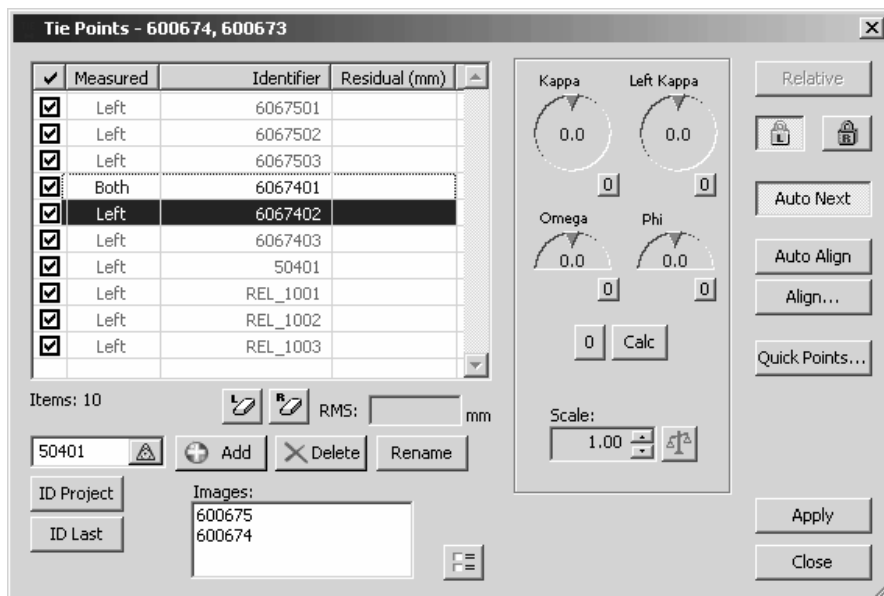 Tie Points - 600674, 600673
Measured Identifier Residual (mm)
Left 6067501
Left 6067502
Left 6067503
Both 6067401
Left 6067402
Left 6067403
Left 50401
Left REL_1001
Left REL_1002
Left REL_1003
Items: 10
L
R
RMS: mm
50401
Add
Delete
Rename
ID Project
ID Last
Images:
600675
600674
Kappa Left Kappa
0.0 0.0
0 0
Omega Phi
0.0 0.0
0 0
0 Calc
Scale:
1.00
Relative
L R
Auto Next
Auto Align
Align...
Quick Points...
Apply
Close